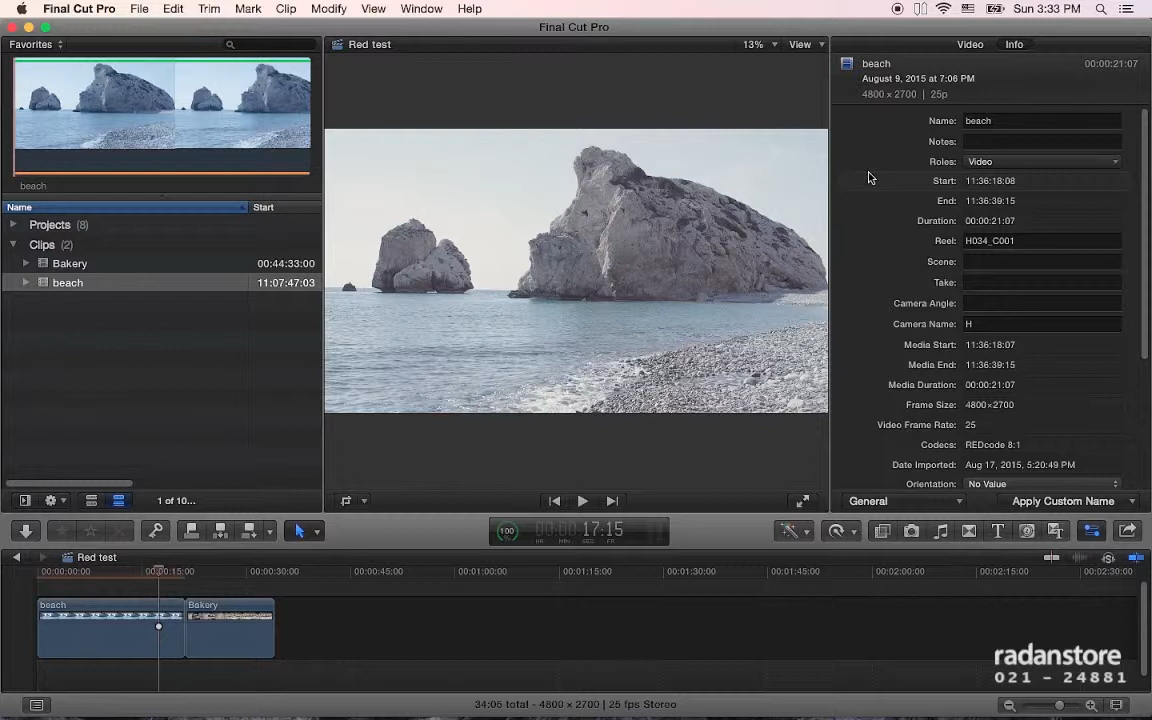 Final Cut Pro File Edit Trim Mark Clip Modify View Window Help Sun 3:33 PM
Final Cut Pro
Favorites
Red test
13%
View
Video
Info
beach
00:00:21:07
August 9, 2015 at 7:06 PM
4800 x 2700 | 25p
beach
Name
Start
Projects (8)
Clips (2)
Bakery 00:44:33:00
beach 11:07:47:03
Name: beach
Notes:
Roles: Video
Start: 11:36:18:08
End: 11:36:39:15
Duration: 00:00:21:07
Reel: H034_C001
Scene:
Take:
Camera Angle:
Camera Name: H
Media Start: 11:36:18:07
Media End: 11:36:39:15
Media Duration: 00:00:21:07
Frame Size: 4800×2700
Video Frame Rate: 25
Codecs: REDcode 8:1
Date Imported: Aug 17, 2015, 5:20:49 PM
Orientation: No Value
1 of 10...
General
Apply Custom Name
100
00:00:17:15
HR MIN SEC FR
Red test
00:00:00:00 00:00:15:00 00:00:30:00 00:00:45:00 00:01:00:00 00:01:15:00 00:01:30:00 00:01:45:00 00:02:00:00 00:02:15:00 00:02:30:00
beach
Bakery
radanstore
021 - 24881
34:05 total - 4800 x 2700 | 25 fps Stereo